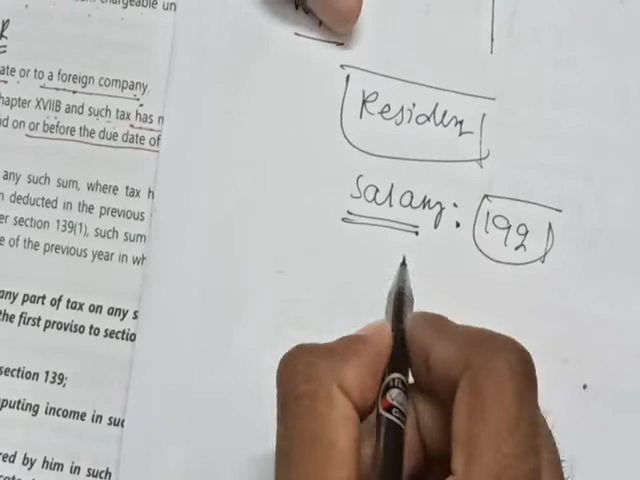 chargeable un
R
ate or to a foreign company
hapter XVIIB and such tax has n
d on or before the due date of
any such sum, where tax h
n deducted in the previous
er section 139(1), such sum
e of the previous year in wh
any part of tax on any s
the first proviso to sectio
section 139;
puting income in suc
red by him in such
Resident
Salary: 192